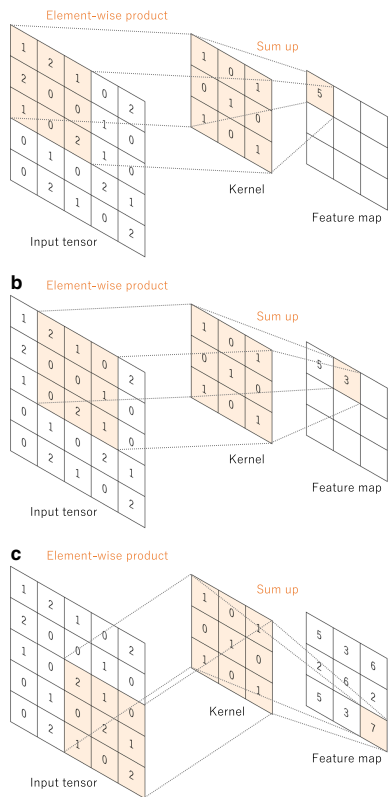 Element-wise product
Sum up
1 2 1 0 2
2 0 0 1 0
1 0 2 1 0
0 1 0 2 1
0 2 1 0 2
1 0 1
0 1 0
1 0 1
5
Kernel
Feature map
Input tensor
b
Element-wise product
Sum up
1 2 1 0 2
2 0 0 1 0
1 0 2 1 0
0 1 0 2 1
0 2 1 0 2
1 0 1
0 1 0
1 0 1
5 3
Kernel
Feature map
Input tensor
c
Element-wise product
Sum up
1 2 1 0 2
2 0 0 1 0
1 0 2 1 0
0 1 0 2 1
0 2 1 0 2
1 0 1
0 1 0
1 0 1
5 3 6
2 6 2
5 3 7
Kernel
Feature map
Input tensor